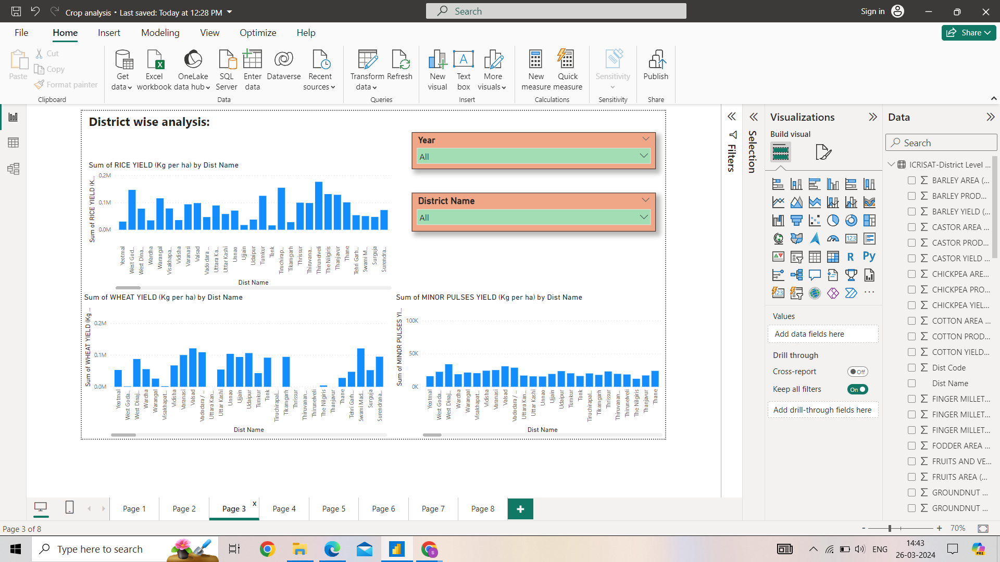 Crop analysis • Last saved: Today at 12:28 PM
Search
Sign in
File
Home
Insert
Modeling
View
Optimize
Help
Share
Paste
Cut
Copy
Format painter
Clipboard
Get data
Excel workbook
OneLake data hub
SQL Server
Enter data
Dataverse
Recent sources
Data
Transform data
Refresh
Queries
New visual
Text box
More visuals
Insert
New measure
Quick measure
Calculations
Sensitivity
Sensitivity
Publish
Share
District wise analysis:
Year
All
District Name
All
Sum of RICE YIELD (Kg per ha) by Dist Name
Sum of RICE YIELD (K...
0.2M
0.1M
0.0M
Yeotmal
West God...
West Dina...
Wardha
Warangal
Visakhapa...
Vidisha
Varanasi
Valsad
Vadodara ...
Uttara Ka...
Uttar Kashi
Unnao
Ujjain
Udaipur
Tumkur
Tonk
Tiruchirap...
Tikamgarh
Thrissur
Thiruvana...
Thirunelveli
The Nilgiris
Thanjavur
Thane
Tehri Garh...
Swami M...
Surguja
Surendra...
Dist Name
Sum of WHEAT YIELD (Kg per ha) by Dist Name
Sum of WHEAT YIELD (Kg ...
0.2M
0.1M
0.0M
Yeotmal
West Goda...
West Dinaj...
Wardha
Warangal
Visakhapat...
Vidisha
Varanasi
Valsad
Vadodara / ...
Uttara Kan...
Uttar Kashi
Unnao
Ujjain
Udaipur
Tumkur
Tonk
Tiruchirapal...
Tikamgarh
Thrissur
Thiruvanan...
Thirunelveli
The Nilgiris
Thanjavur
Thane
Tehri Garh...
Swami Mad...
Surguja
Surendrana...
Dist Name
Sum of MINOR PULSES YIELD (Kg per ha) by Dist Name
Sum of MINOR PULSES YI...
100K
50K
0K
Yeotmal
West Goda...
West Dinaj...
Wardha
Warangal
Visakhapat...
Vidisha
Varanasi
Valsad
Vadodara / ...
Uttara Kan...
Uttar Kashi
Unnao
Ujjain
Udaipur
Tumkur
Tonk
Tiruchirapal...
Tikamgarh
Thrissur
Thiruvanan...
Thirunelveli
The Nilgiris
Thanjavur
Thane
Dist Name
Filters
Selection
Visualizations
Build visual
123
R
Py
123
Values
Add data fields here
Drill through
Cross-report
Off
Keep all filters
On
Add drill-through fields here
Data
Search
ICRISAT-District Level ...
BARLEY AREA (...
BARLEY PROD...
BARLEY YIELD (...
CASTOR AREA ...
CASTOR PROD...
CASTOR YIELD ...
CHICKPEA ARE...
CHICKPEA PRO...
CHICKPEA YIEL...
COTTON AREA ...
COTTON PROD...
COTTON YIELD...
Dist Code
Dist Name
FINGER MILLET...
FINGER MILLET...
FINGER MILLET...
FODDER AREA ...
FRUITS AND VE...
FRUITS AREA (...
GROUNDNUT ...
GROUNDNUT ...
Page 1
Page 2
Page 3
x
Page 4
Page 5
Page 6
Page 7
Page 8
+
Page 3 of 8
- + 70%
Type here to search
S
ENG
14:43
26-03-2024
PRE